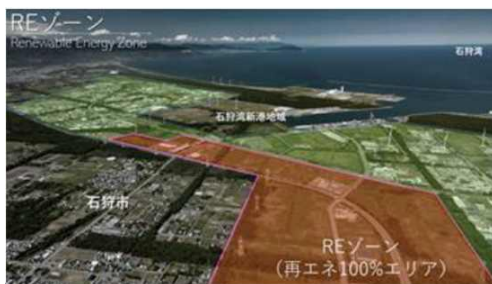 REゾーン
Renewable Energy Zone
石狩湾
石狩湾新港地域
石狩市
REゾーン
(再エネ100%エリア)